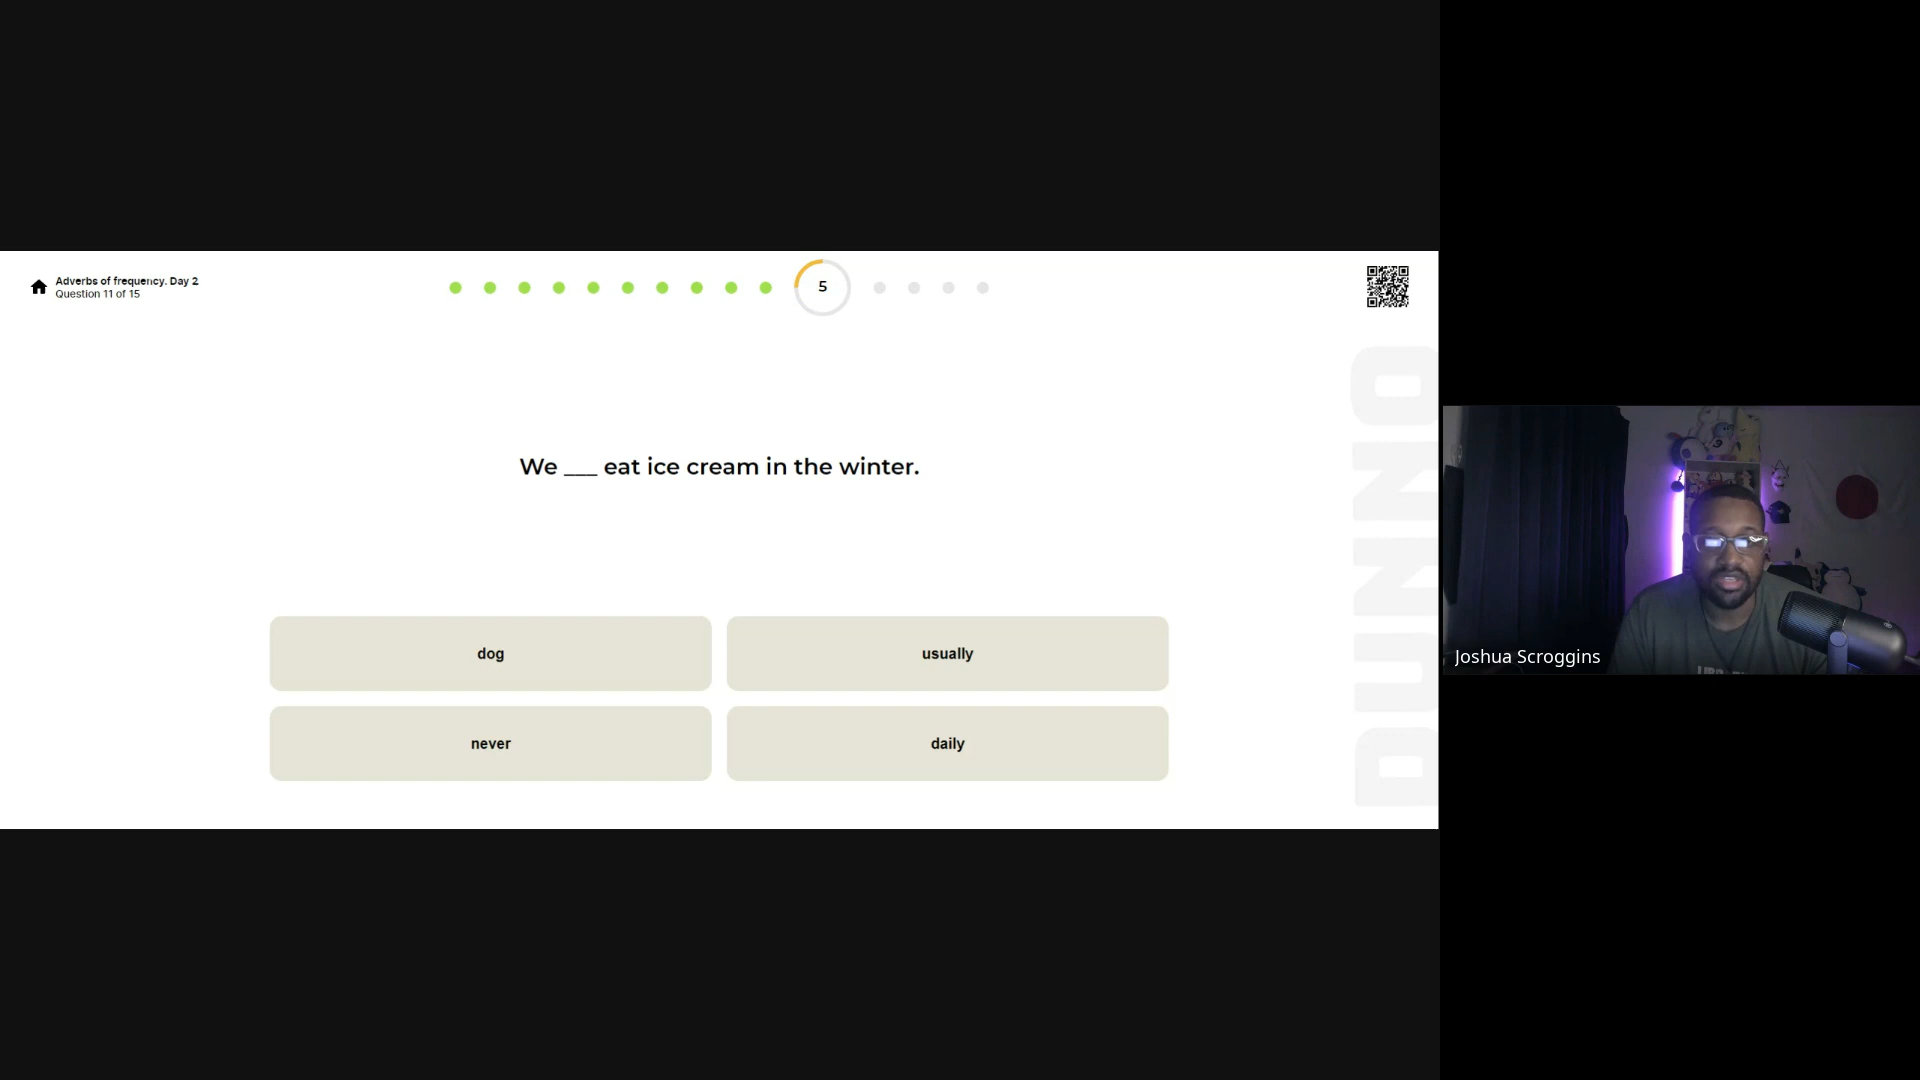 Adverbs of frequency. Day 2
Question 11 of 15
5
We ___ eat ice cream in the winter.
dog
usually
never
daily
DUNNO
Joshua Scroggins